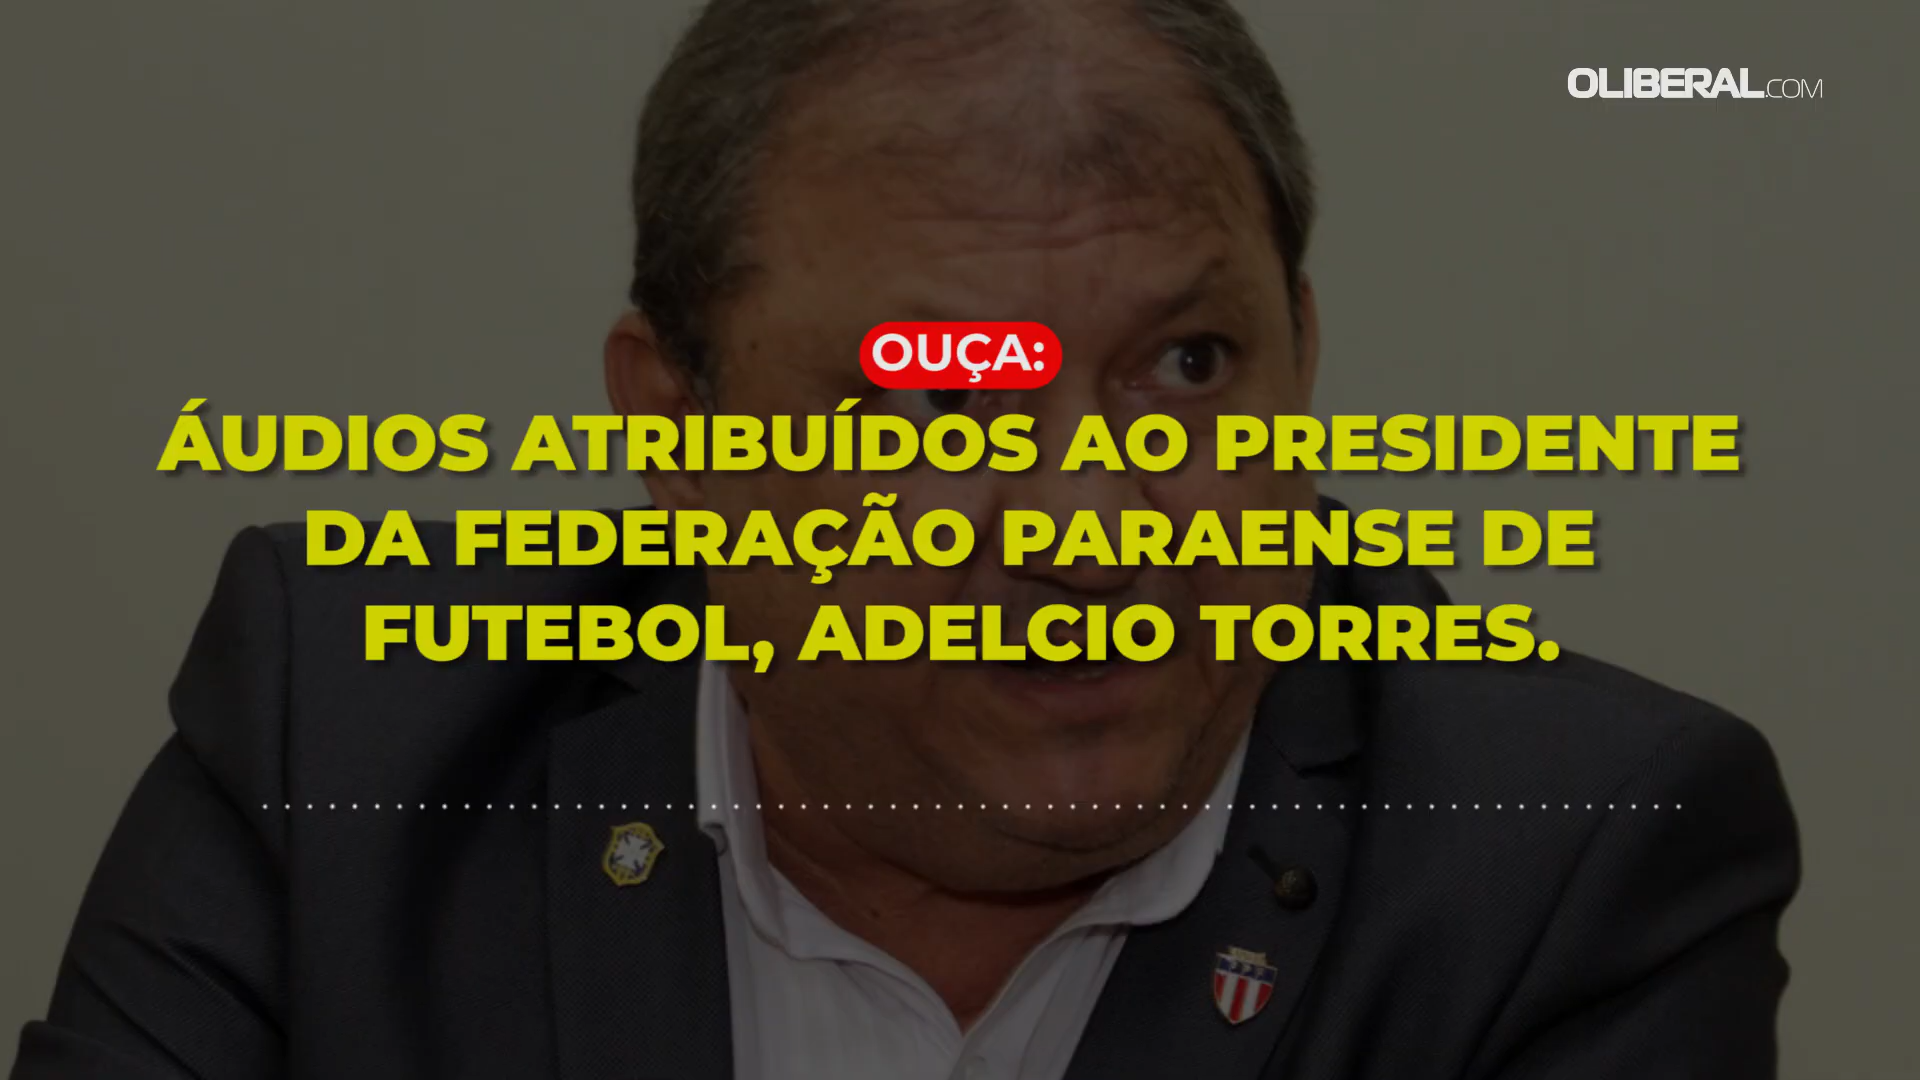 OLIBERAL.COM
OUÇA:
ÁUDIOS ATRIBUÍDOS AO PRESIDENTE
DA FEDERAÇÃO PARAENSE DE
FUTEBOL, ADELCIO TORRES.